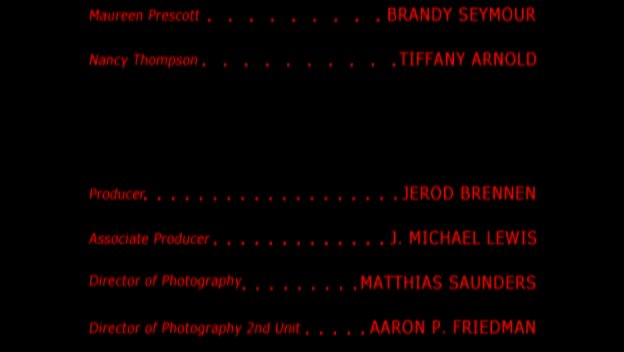 Maureen Prescott . . . . . . . . . BRANDY SEYMOUR
Nancy Thompson . . . . . . . . . . TIFFANY ARNOLD
Producer. . . . . . . . . . . . . . . . . . . . JEROD BRENNEN
Associate Producer . . . . . . . . . . . . . J. MICHAEL LEWIS
Director of Photography. . . . . . . . . MATTHIAS SAUNDERS
Director of Photography 2nd Unit . . . . . AARON P. FRIEDMAN